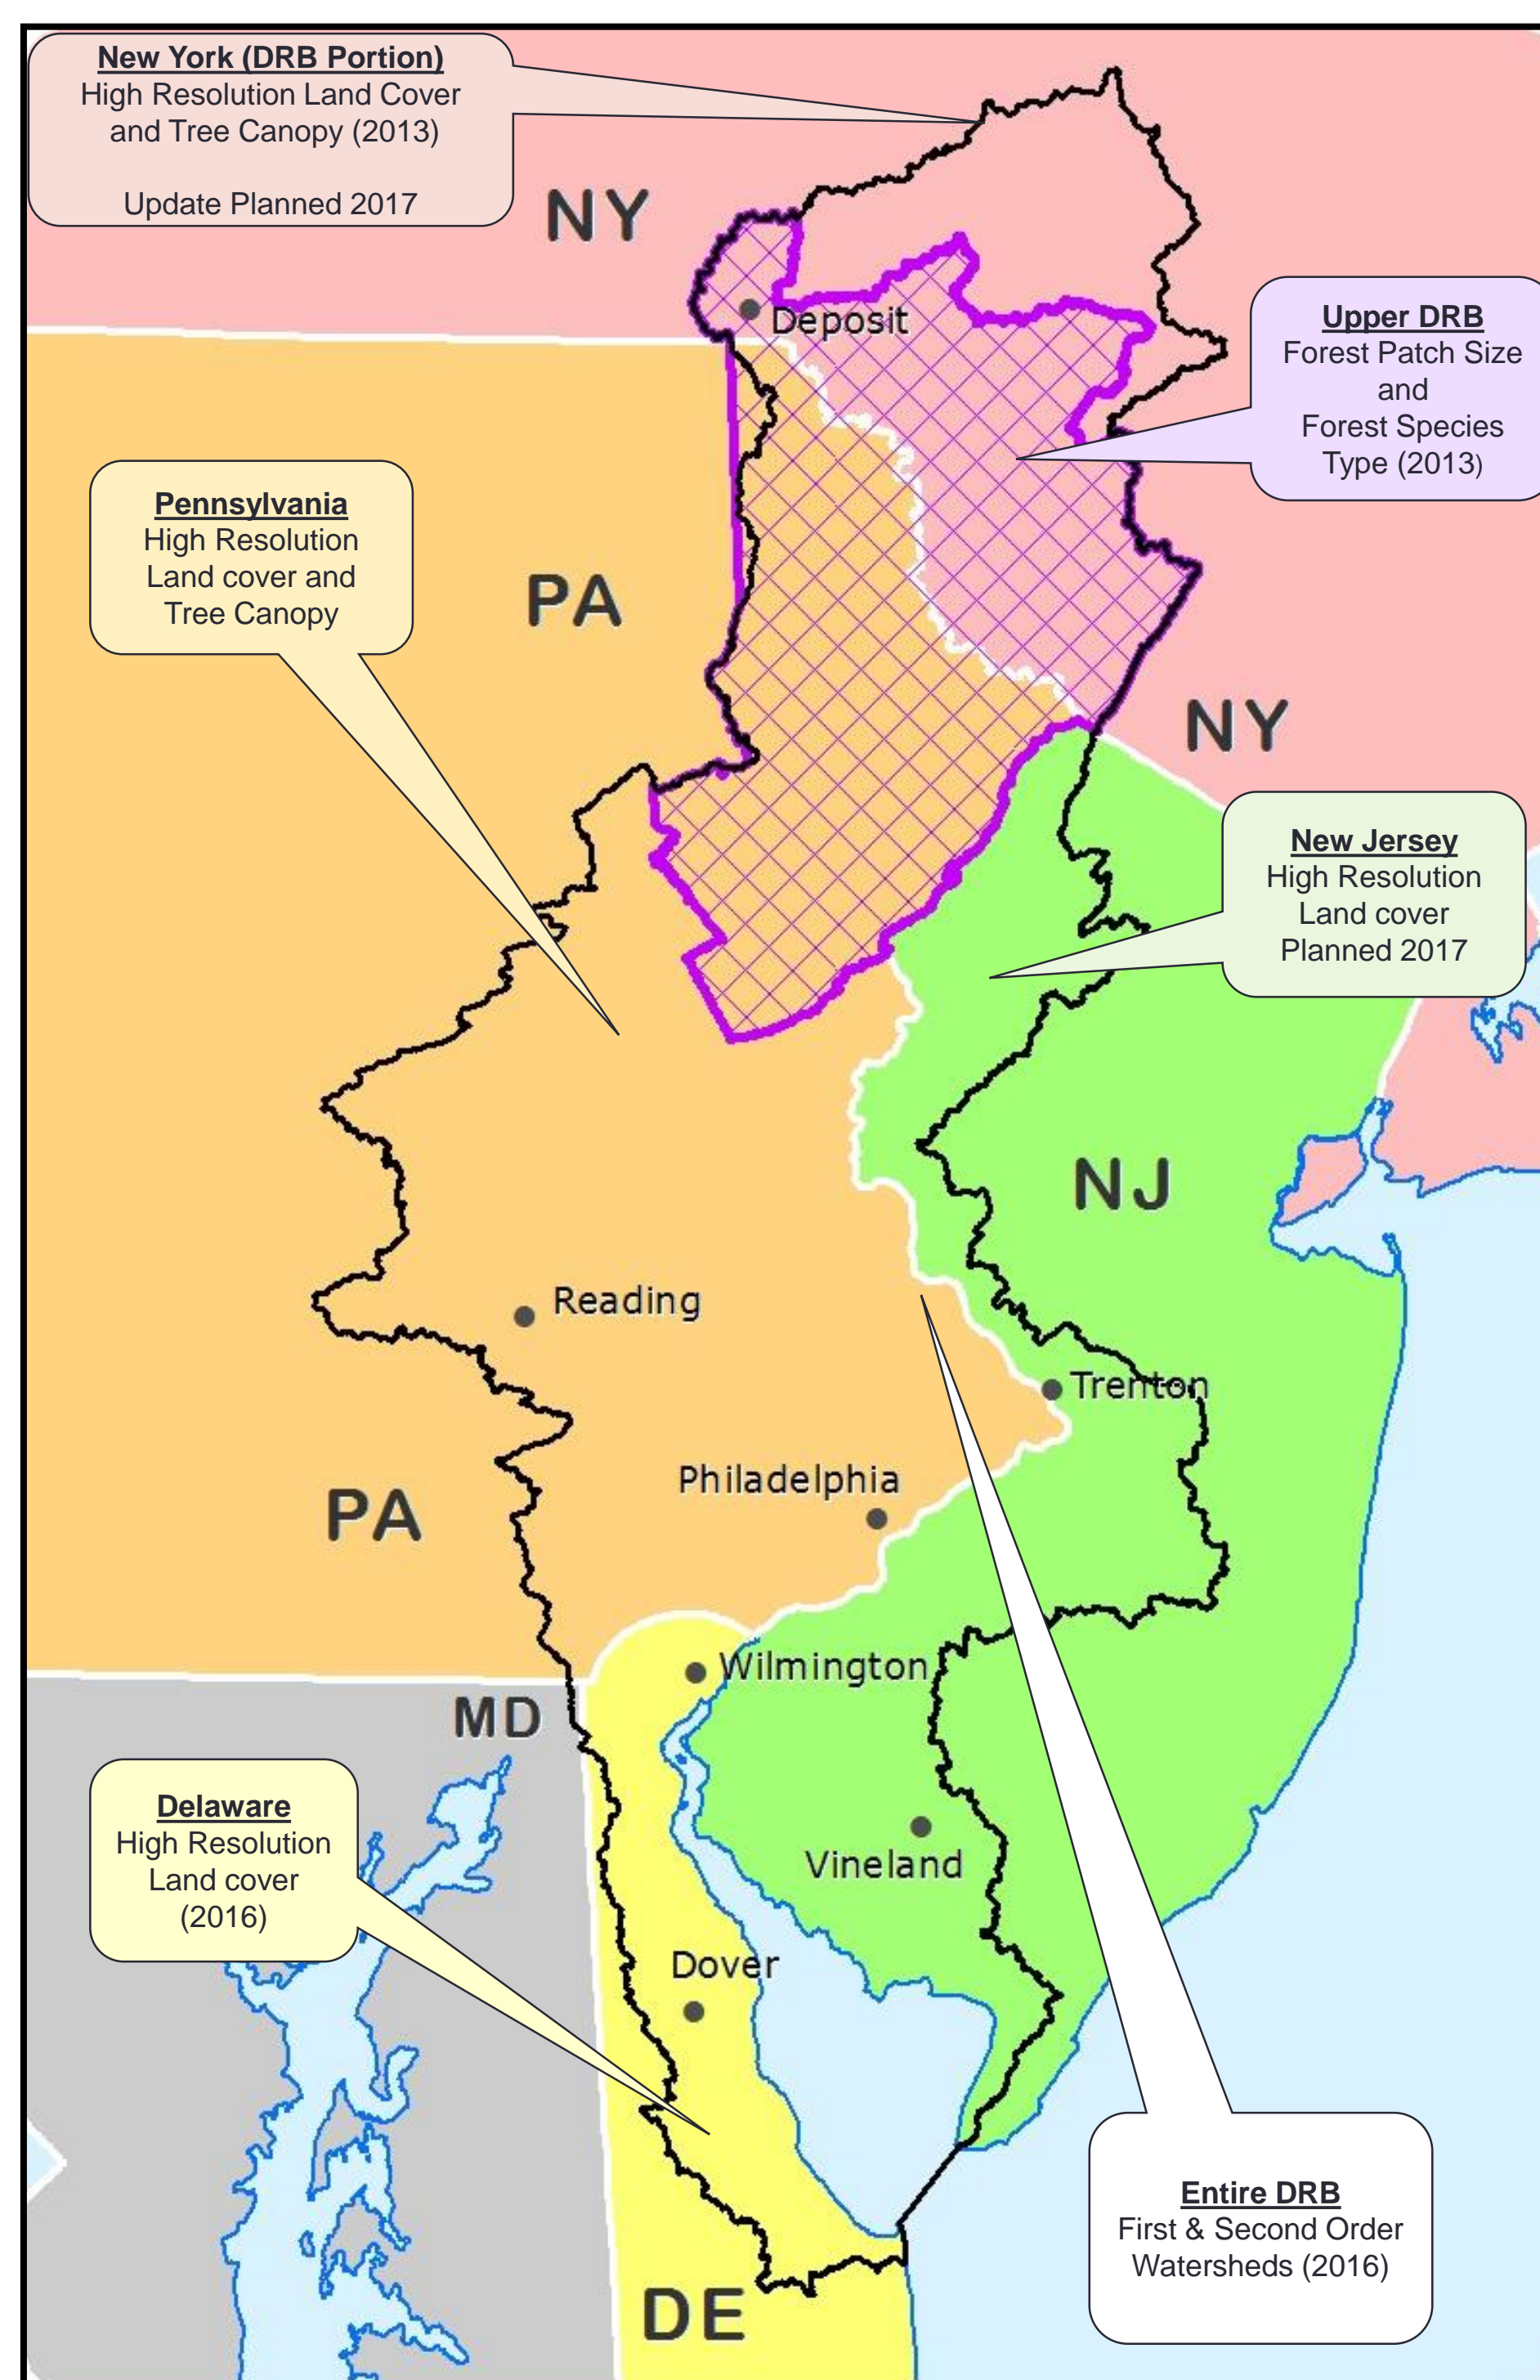 New York (DRB Portion)
High Resolution Land Cover
and Tree Canopy (2013)
Update Planned 2017
NY
Deposit
Upper DRB
Forest Patch Size
and
Forest Species
Type (2013)
Pennsylvania
High Resolution
Land cover and
Tree Canopy
PA
NY
New Jersey
High Resolution
Land cover
Planned 2017
NJ
Reading
Trenton
Philadelphia
PA
Wilmington
MD
Delaware
High Resolution
Land cover
(2016)
Vineland
Dover
Entire DRB
First & Second Order
Watersheds (2016)
DE